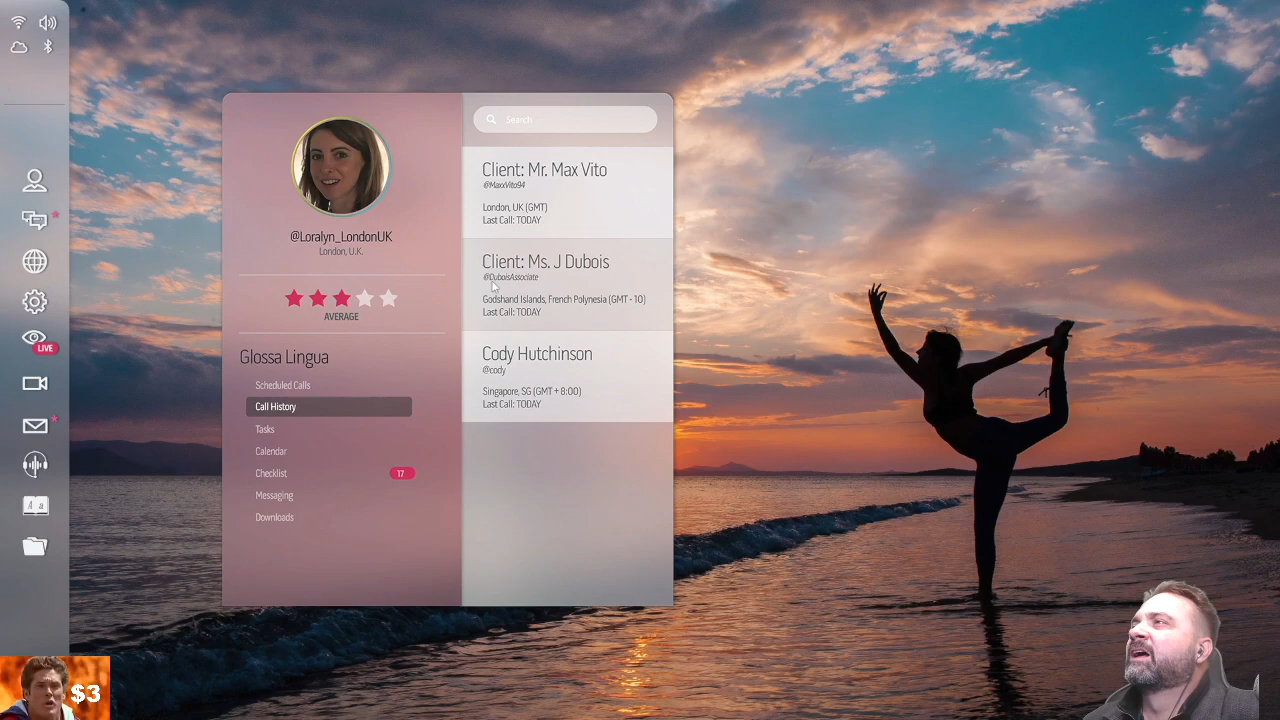 LIVE
Aa
@Loralyn_LondonUK
London, U.K.
AVERAGE
Glossa Lingua
Scheduled Calls
Call History
Tasks
Calendar
Checklist 17
Messaging
Downloads
Search
Client: Mr. Max Vito
@MaxxVito94
London, UK (GMT)
Last Call: TODAY
Client: Ms. J Dubois
@DuboisAssociate
Godshand Islands, French Polynesia (GMT - 10)
Last Call: TODAY
Cody Hutchinson
@cody
Singapore, SG (GMT + 8:00)
Last Call: TODAY
$3